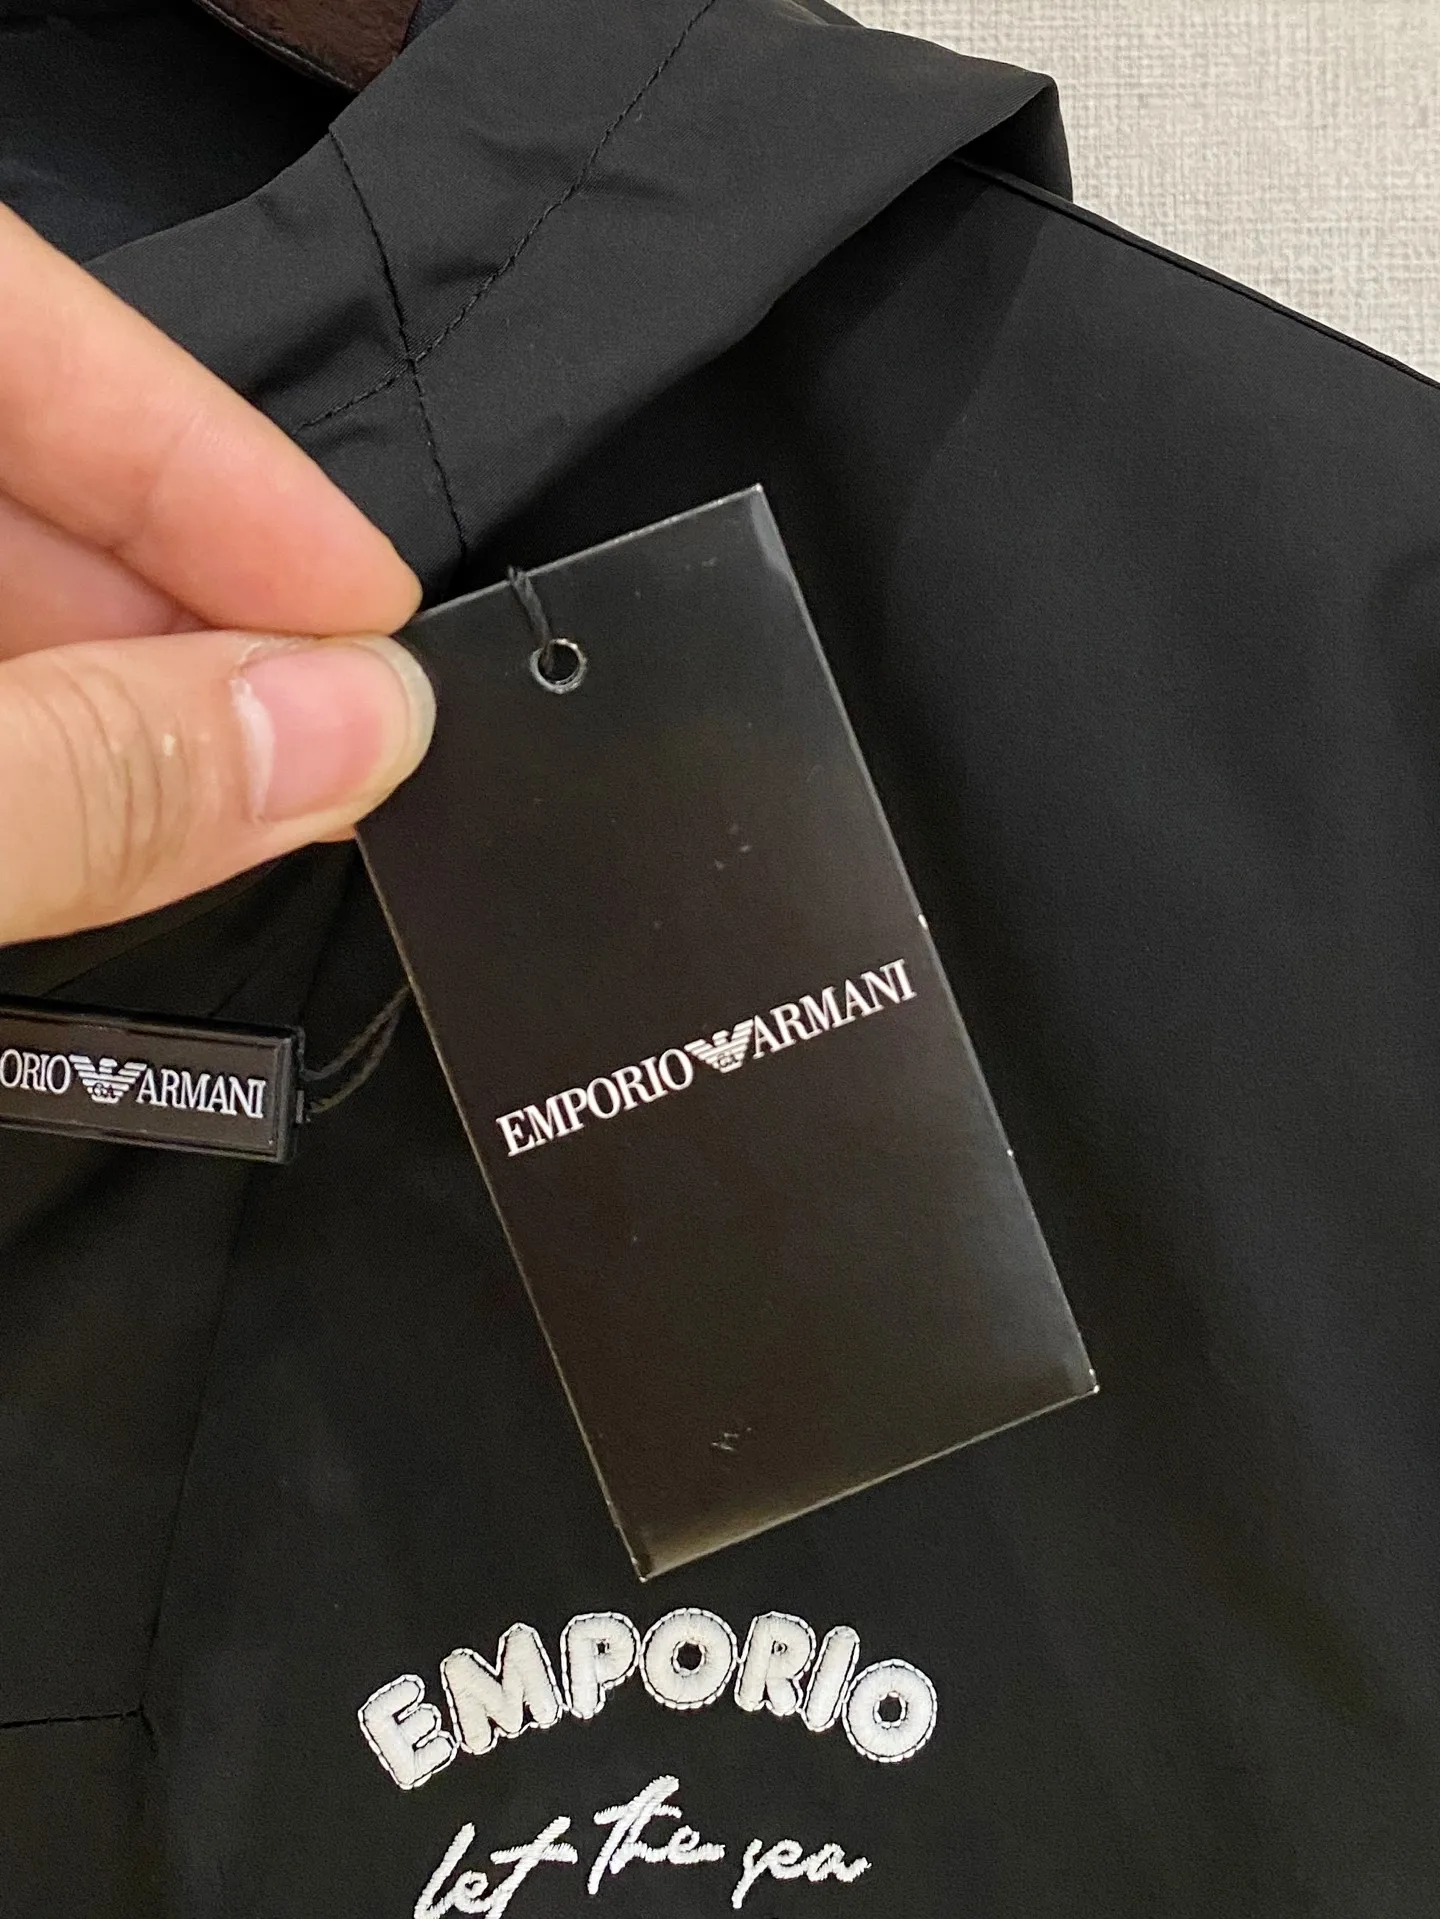 EMPORIO ARMANI
ORIO ARMANI
EMPORIO
let the sea